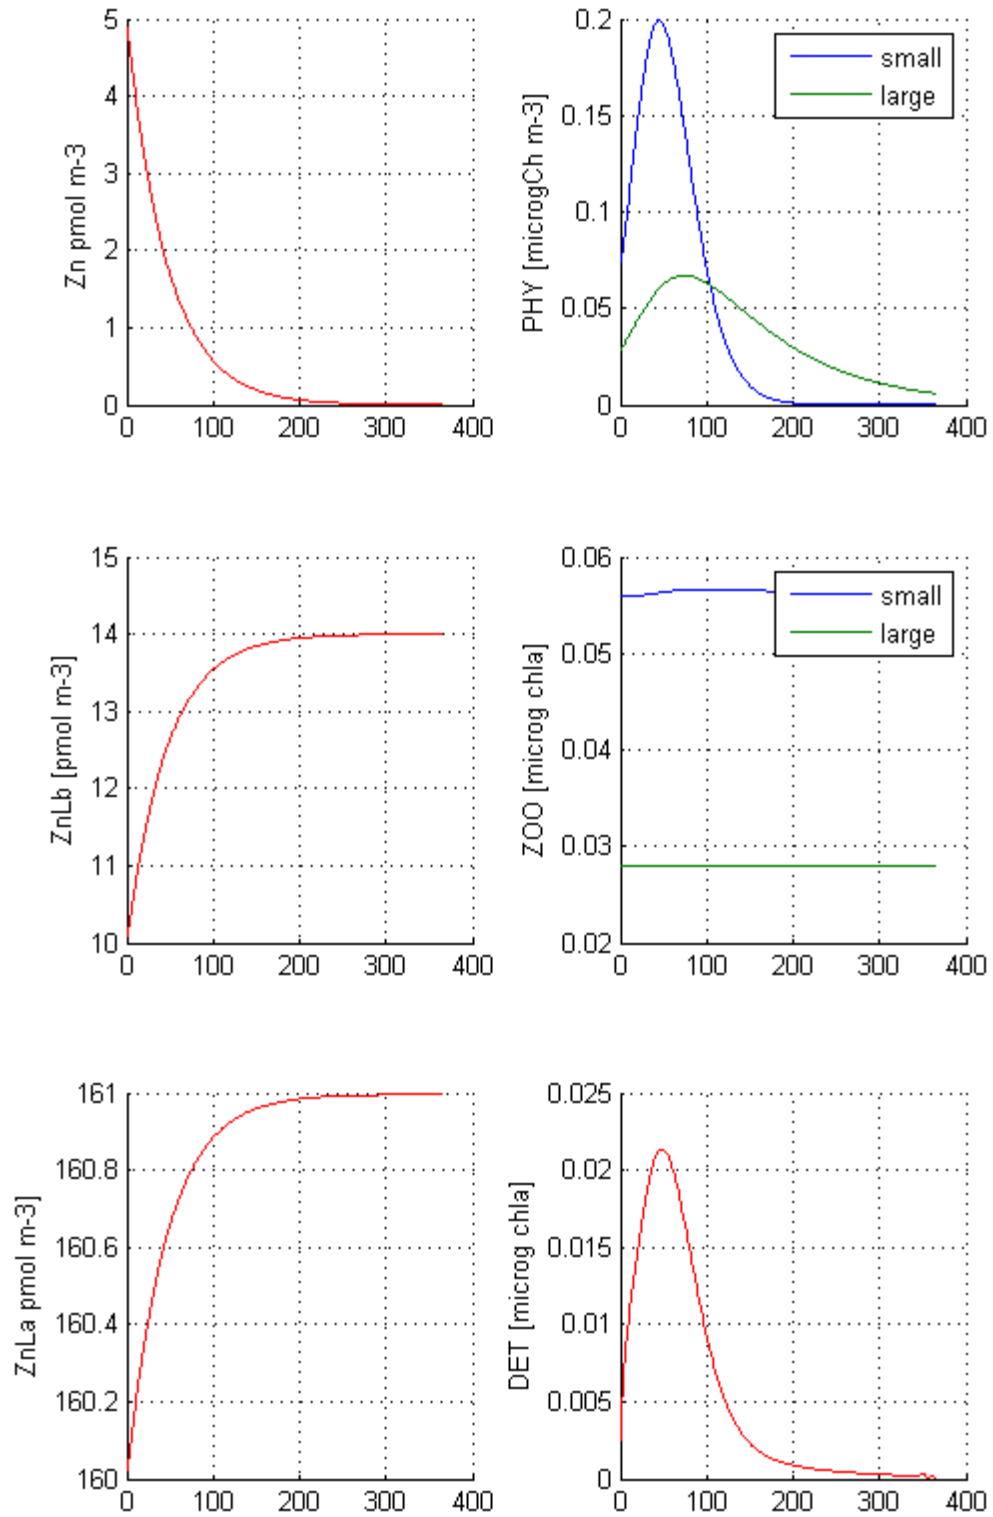 Zn pmol m-3
5
4
3
2
1
0
0 100 200 300 400
PHY [microgCh m-3]
0.2
0.15
0.1
0.05
0
0 100 200 300 400
small
large
ZnLb [pmol m-3]
15
14
13
12
11
10
0 100 200 300 400
ZOO [microg chla]
0.06
0.05
0.04
0.03
0.02
0 100 200 300 400
small
large
ZnLa pmol m-3]
161
160.8
160.6
160.4
160.2
160
0 100 200 300 400
DET [microg chla]
0.025
0.02
0.015
0.01
0.005
0
0 100 200 300 400